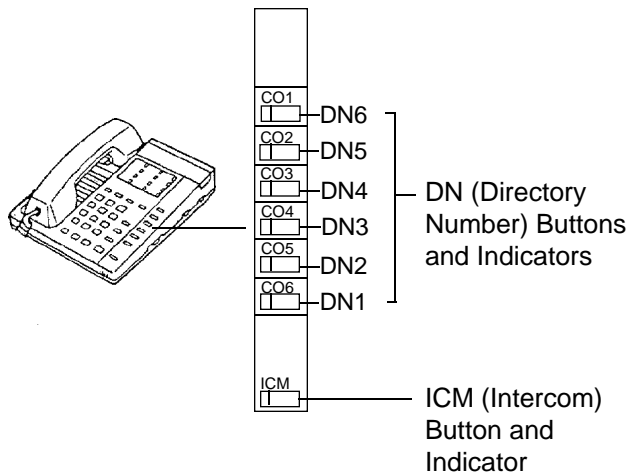 CO1
DN6
CO2
DN5
CO3
DN4
CO4
DN3
CO5
DN2
CO6
DN1
DN (Directory
Number) Buttons
and Indicators
ICM
ICM (Intercom)
Button and
Indicator